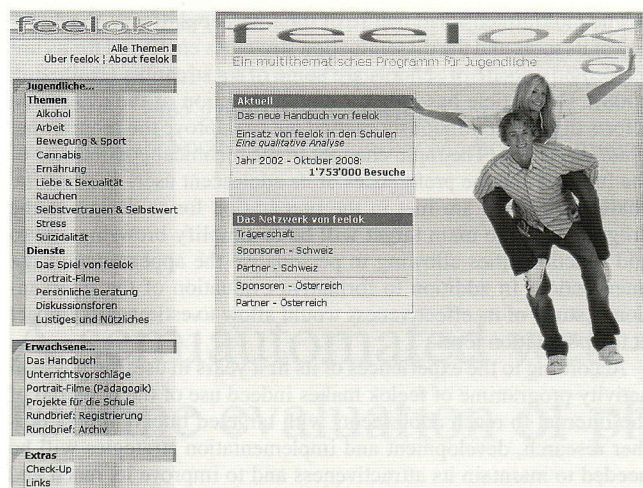 feelok
Alle Themen
Über feelok ¦ About feelok
Jugendliche...
Themen
Alkohol
Arbeit
Bewegung & Sport
Cannabis
Ernährung
Liebe & Sexualität
Rauchen
Selbstvertrauen & Selbstwert
Stress
Suizidalität
Dienste
Das Spiel von feelok
Portrait-Filme
Persönliche Beratung
Diskussionsforen
Lustiges und Nützliches
Erwachsene...
Das Handbuch
Unterrichtsvorschläge
Portrait-Filme (Pädagogik)
Projekte für die Schule
Rundbrief: Registrierung
Rundbrief: Archiv
Extras
Check-Up
Links
feelok
6
Ein multithematisches Programm für Jugendliche
Aktuell
Das neue Handbuch von feelok
Einsatz von feelok in den Schulen
Eine qualitative Analyse
Jahr 2002 - Oktober 2008:
1'753'000 Besuche
Das Netzwerk von feelok
Trägerschaft
Sponsoren - Schweiz
Partner - Schweiz
Sponsoren - Österreich
Partner - Österreich